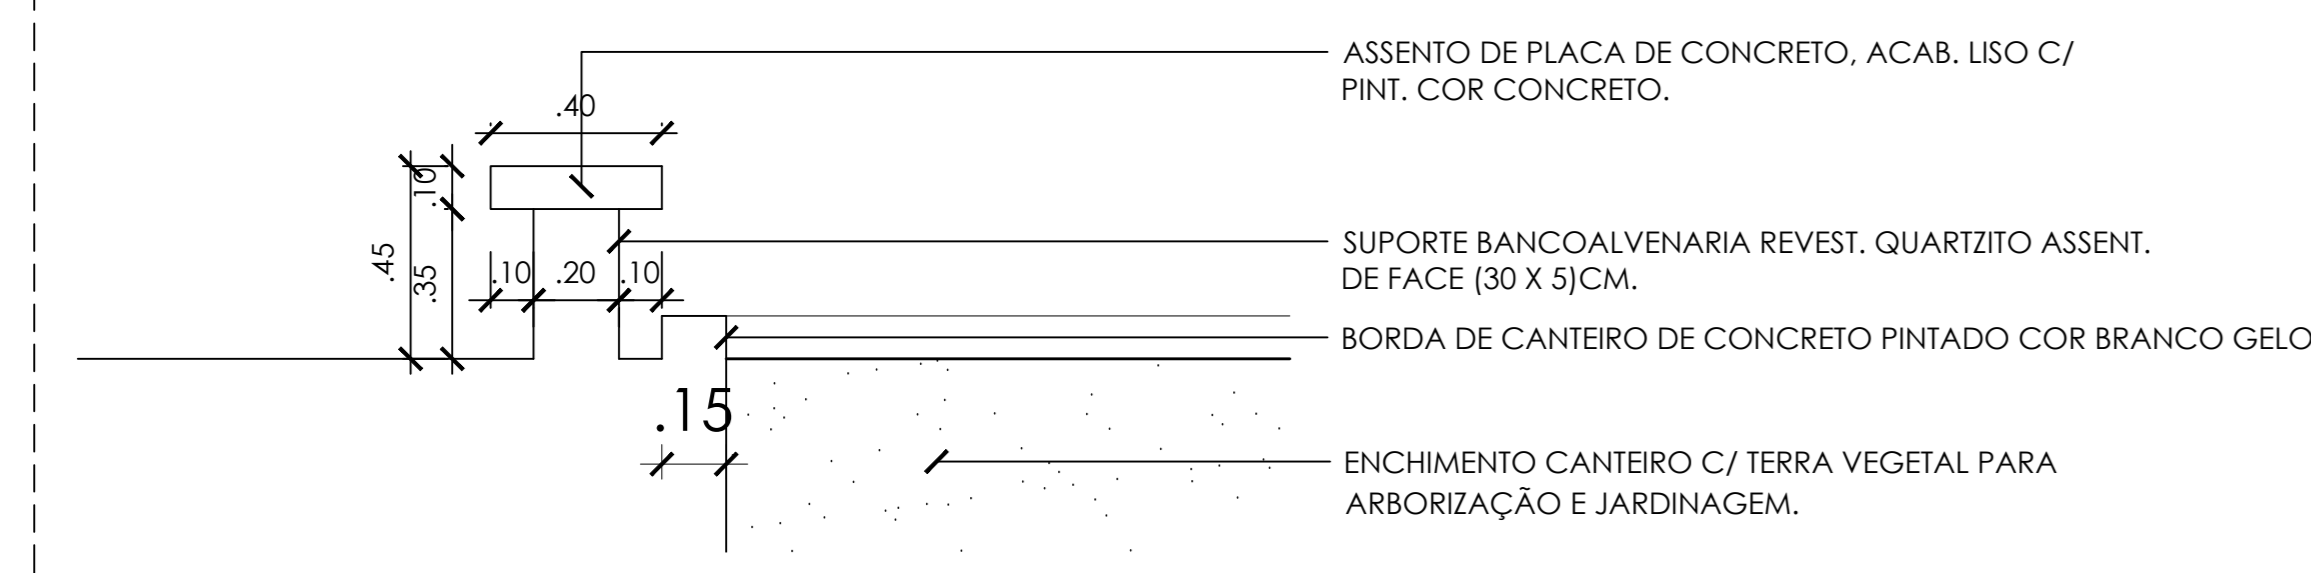 ASSENTO DE PLACA DE CONCRETO, ACAB. LISO C/
PINT. COR CONCRETO.
.40
.10
.45
.35
SUPORTE BANCOALVENARIA REVEST. QUARTZITO ASSENT.
DE FACE (30 X 5)CM.
.10 .20 .10
BORDA DE CANTEIRO DE CONCRETO PINTADO COR BRANCO GELO
.15
ENCHIMENTO CANTEIRO C/ TERRA VEGETAL PARA
ARBORIZAÇÃO E JARDINAGEM.